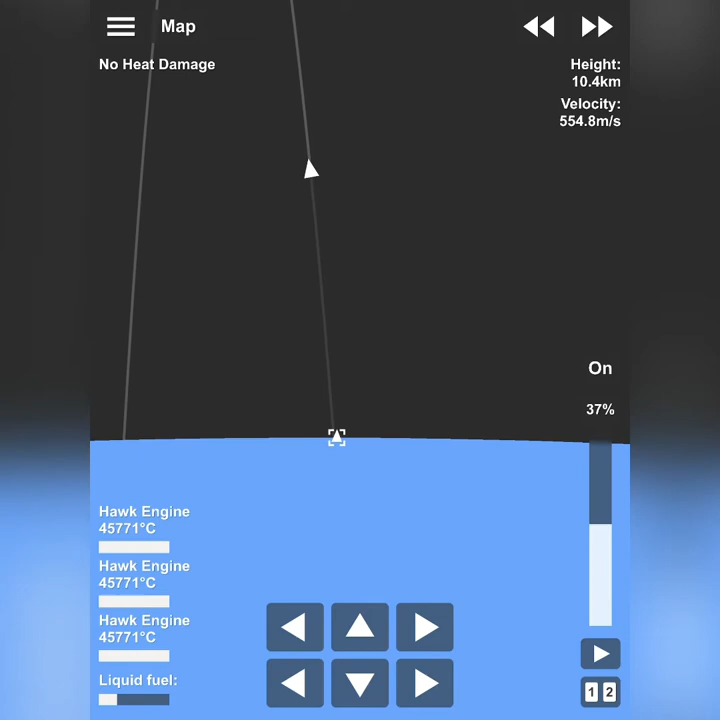 Map
No Heat Damage
Height:
10.4km
Velocity:
554.8m/s
On
37%
Hawk Engine
45771°C
Hawk Engine
45771°C
Hawk Engine
45771°C
Liquid fuel:
1 2